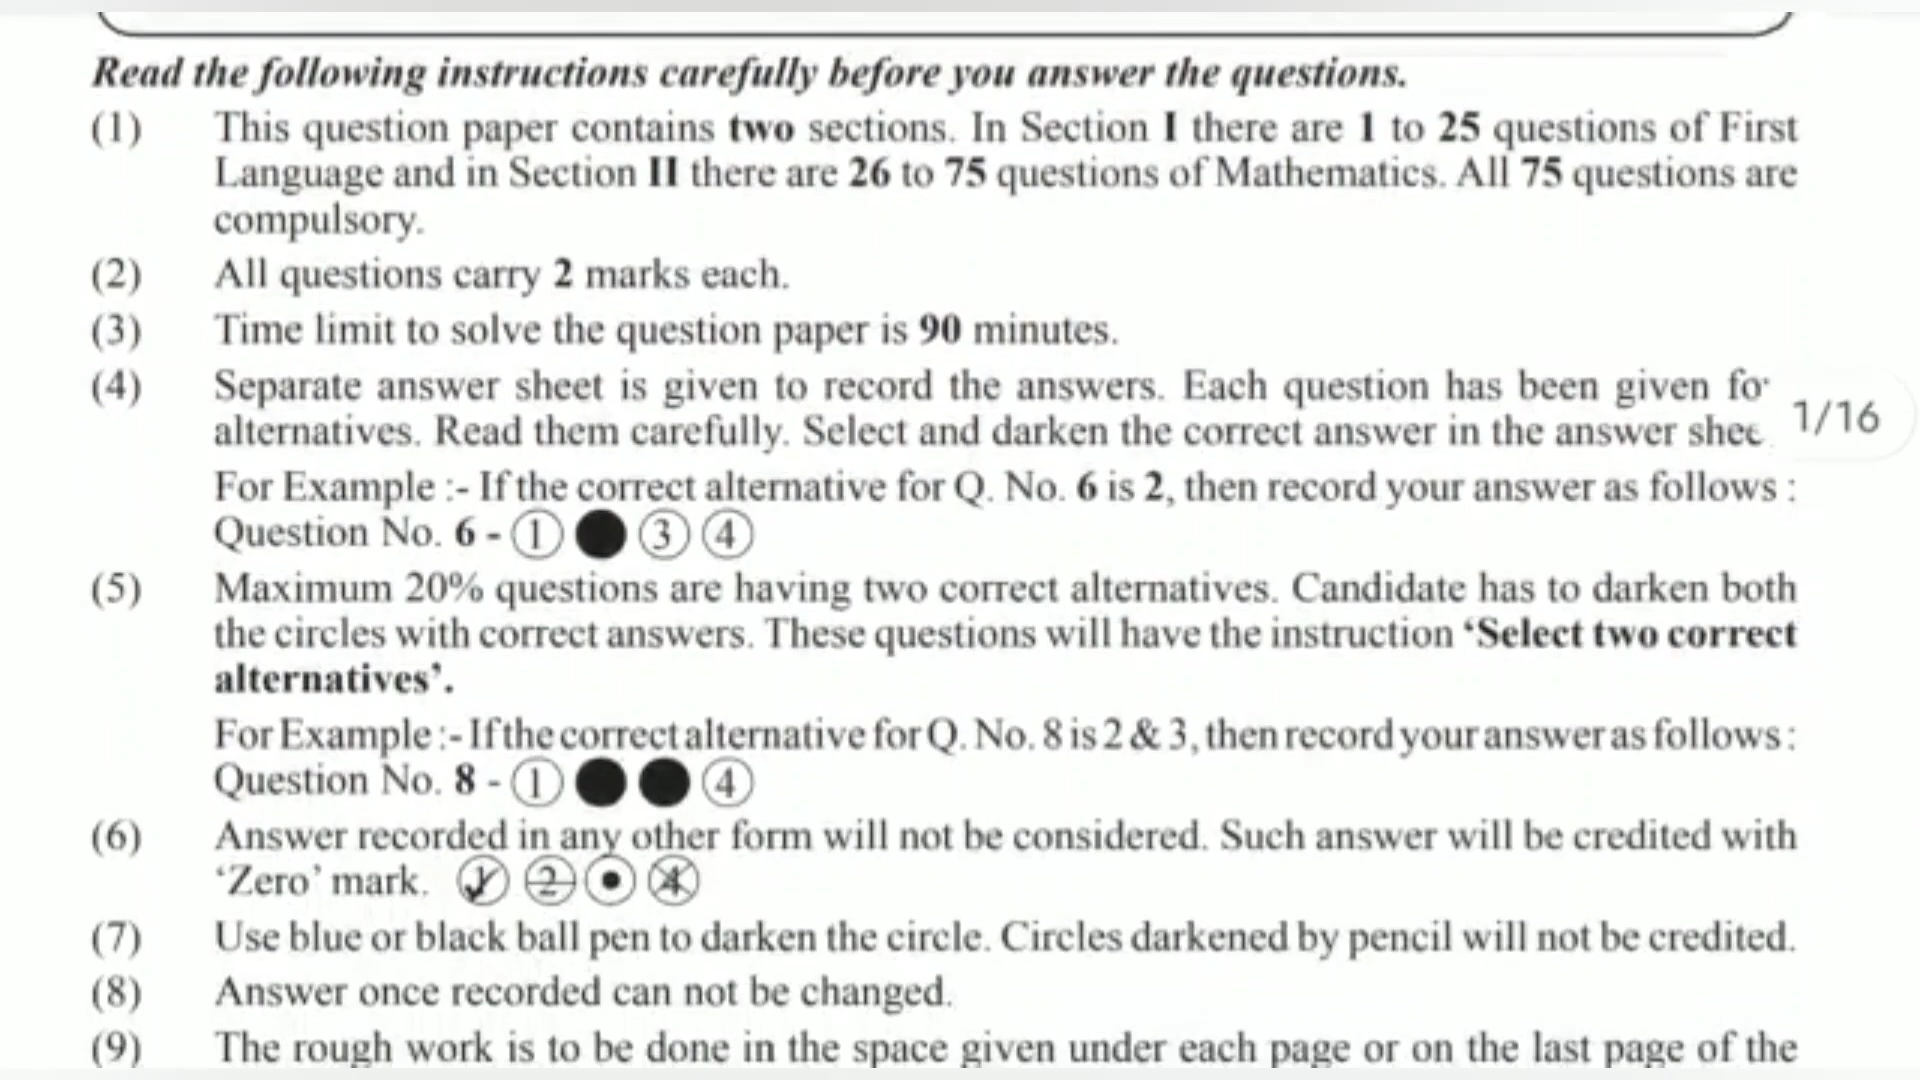 Read the following instructions carefully before you answer the questions.
(1) This question paper contains two sections. In Section I there are 1 to 25 questions of First
Language and in Section II there are 26 to 75 questions of Mathematics. All 75 questions are
compulsory.
(2) All questions carry 2 marks each.
(3) Time limit to solve the question paper is 90 minutes.
(4) Separate answer sheet is given to record the answers. Each question has been given
alternatives. Read them carefully. Select and darken the correct answer in the answer
1/16
For Example :- If the correct alternative for Q. No. 6 is 2, then record your answer as follows :
Question No. 6 - ① ● ③ ④
(5) Maximum 20% questions are having two correct alternatives. Candidate has to darken both
the circles with correct answers. These questions will have the instruction ‘Select two correct
alternatives’.
For Example :- If the correct alternative for Q. No. 8 is 2 & 3, then record your answer as follows :
Question No. 8 - ① ● ● ④
(6) Answer recorded in any other form will not be considered. Such answer will be credited with
‘Zero’ mark. 1 2 4
(7) Use blue or black ball pen to darken the circle. Circles darkened by pencil will not be credited.
(8) Answer once recorded can not be changed.
(9) The rough work is to be done in the space given under each page or on the last page of the